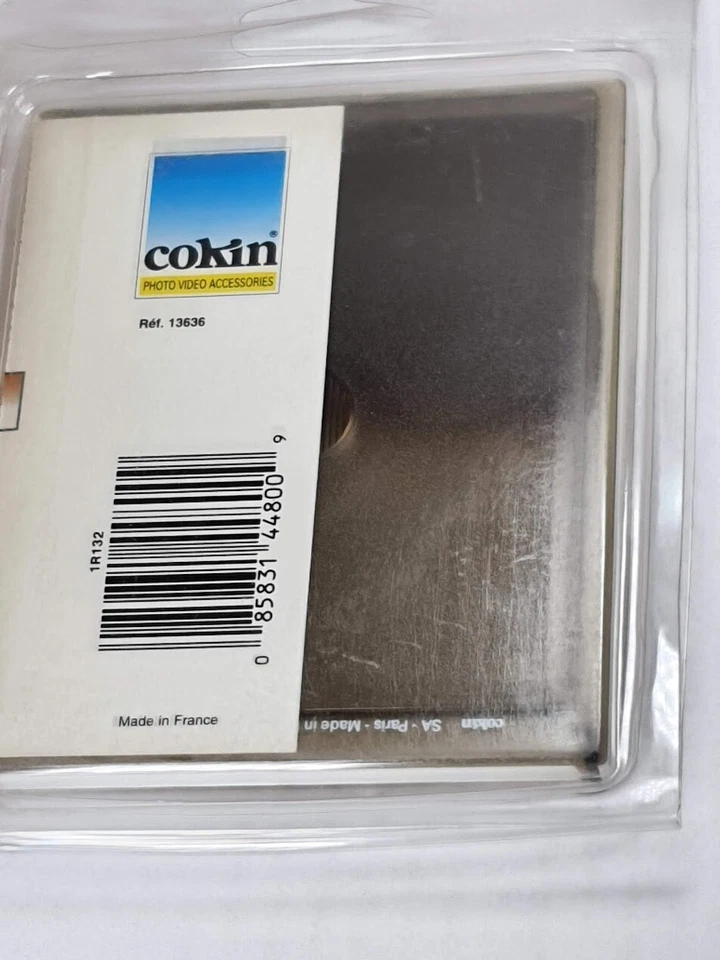 cokin®
PHOTO VIDEO ACCESSORIES
Réf. 13636
1R132
0 85831 44800 9
Made in France
cokin SA - Paris - Made in